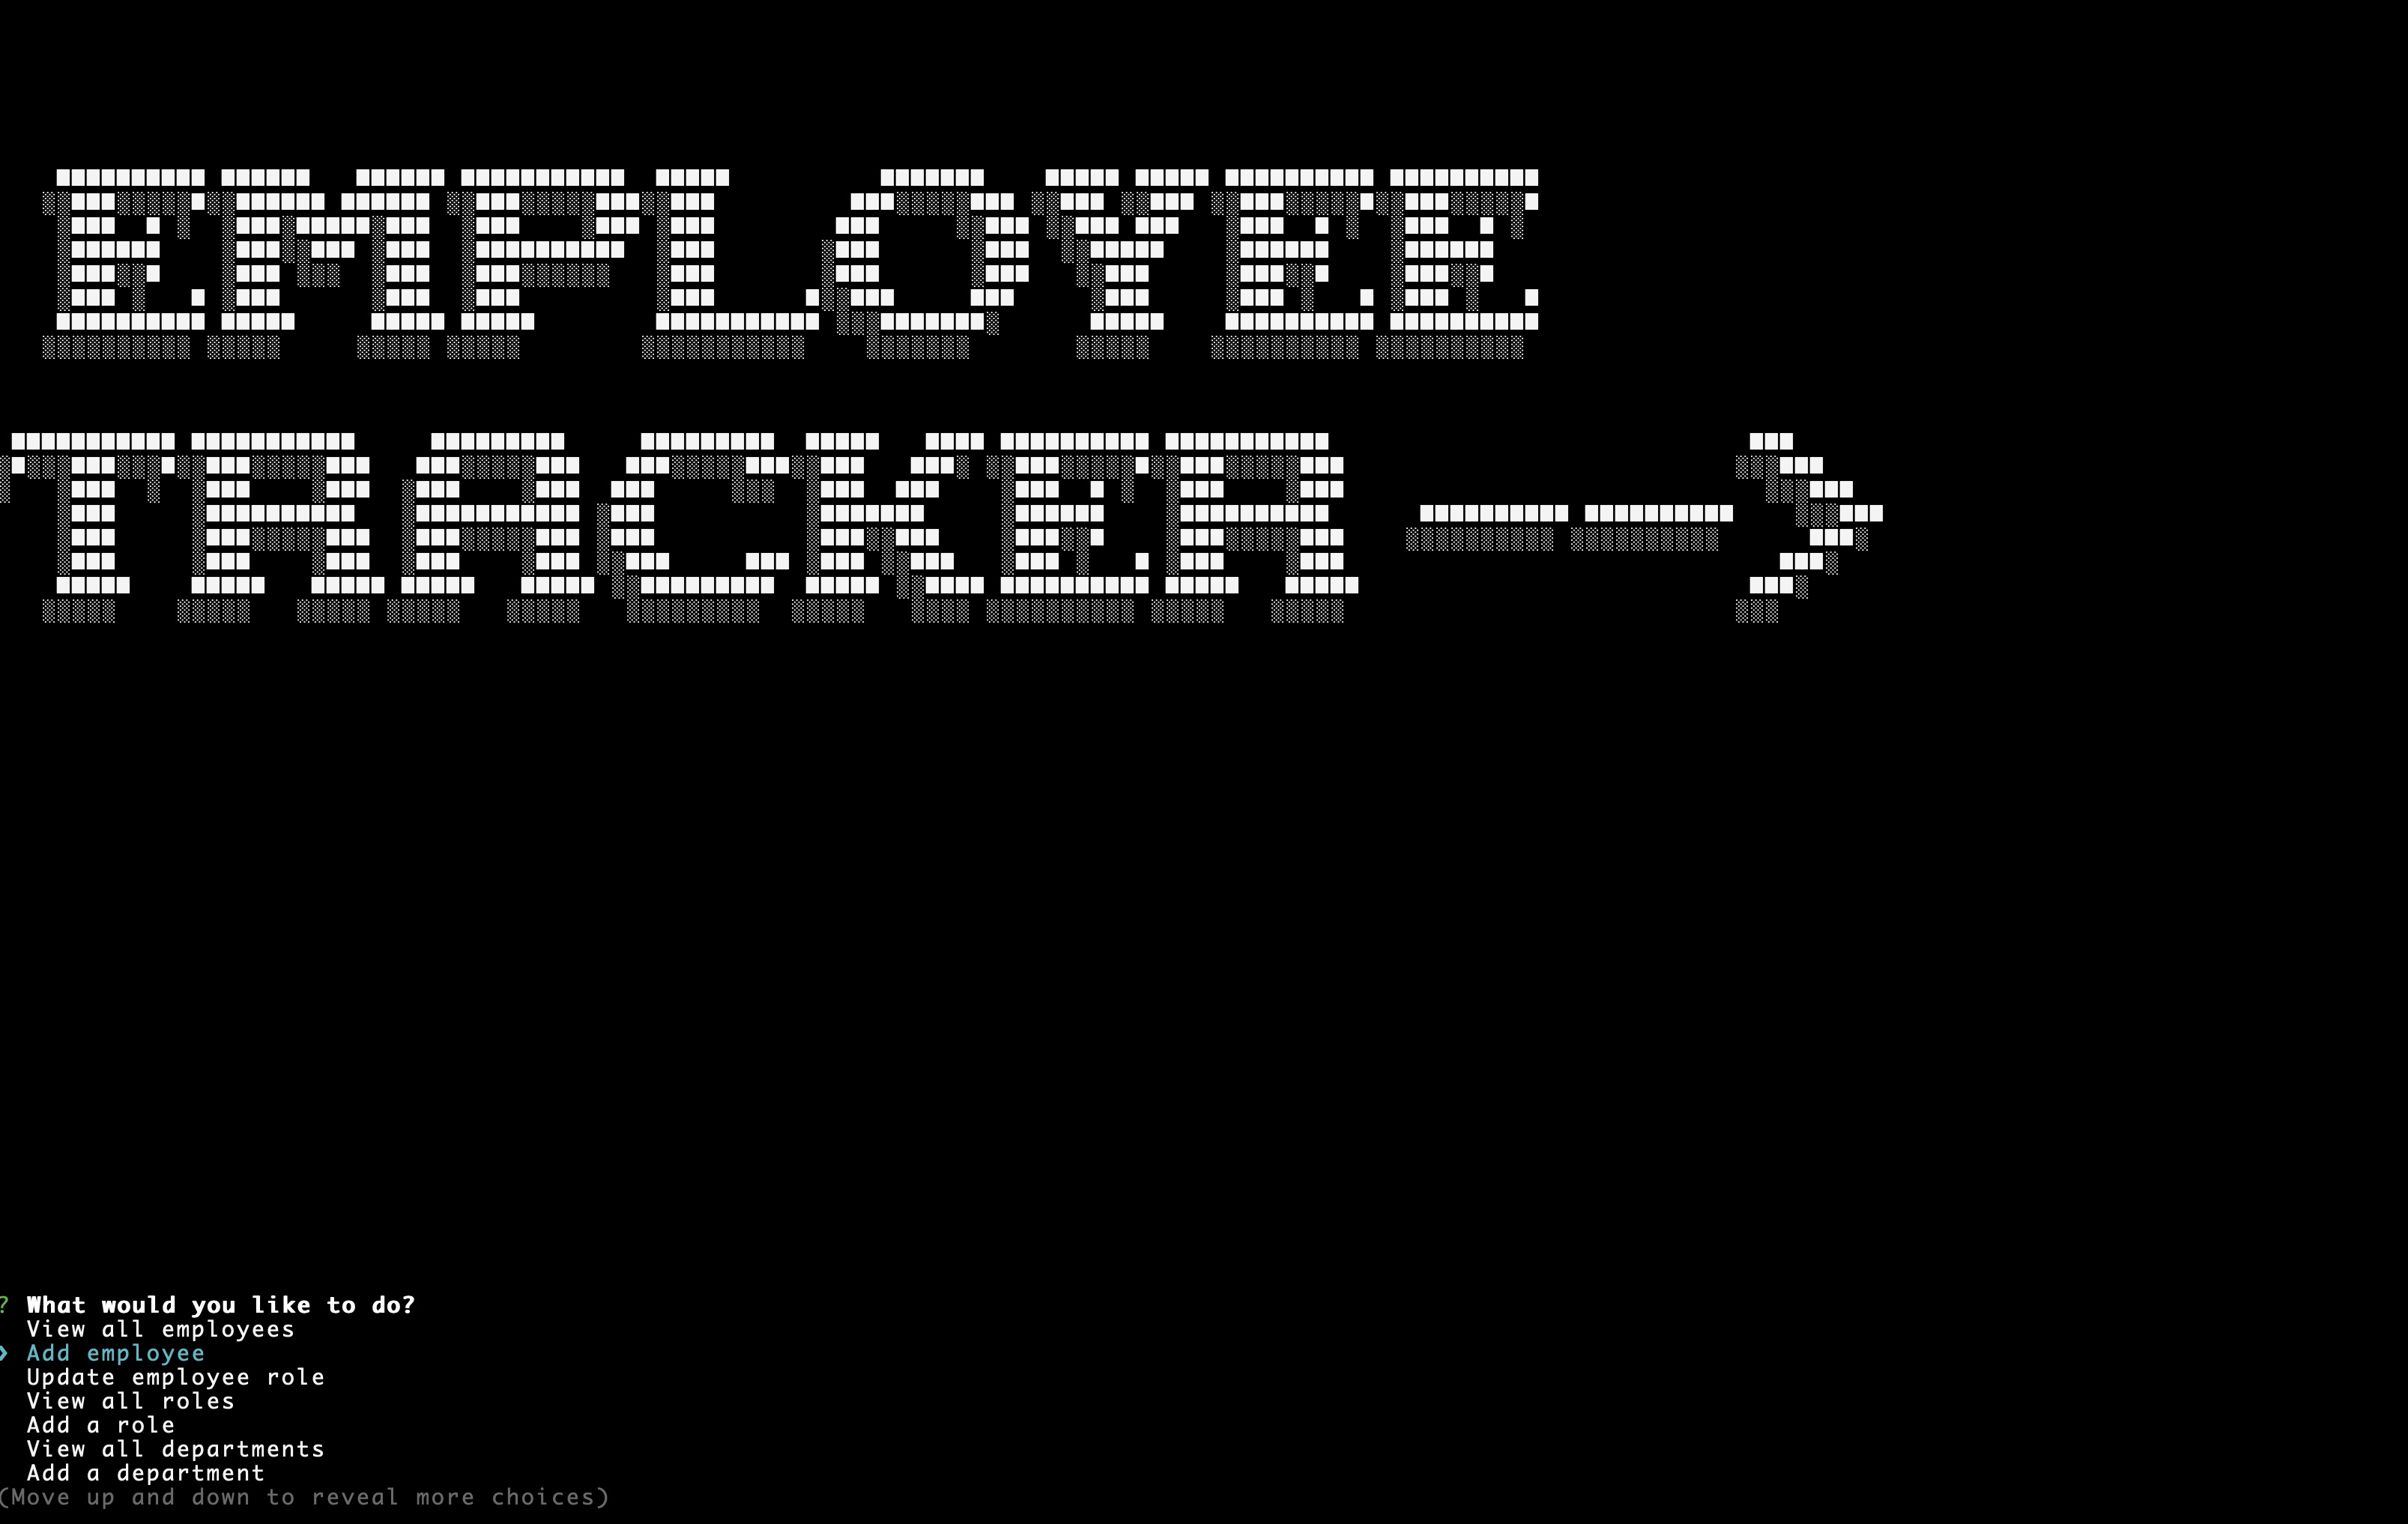 EMPLOYEE
TRACKER -->
? What would you like to do?
View all employees
❯ Add employee
Update employee role
View all roles
Add a role
View all departments
Add a department
(Move up and down to reveal more choices)